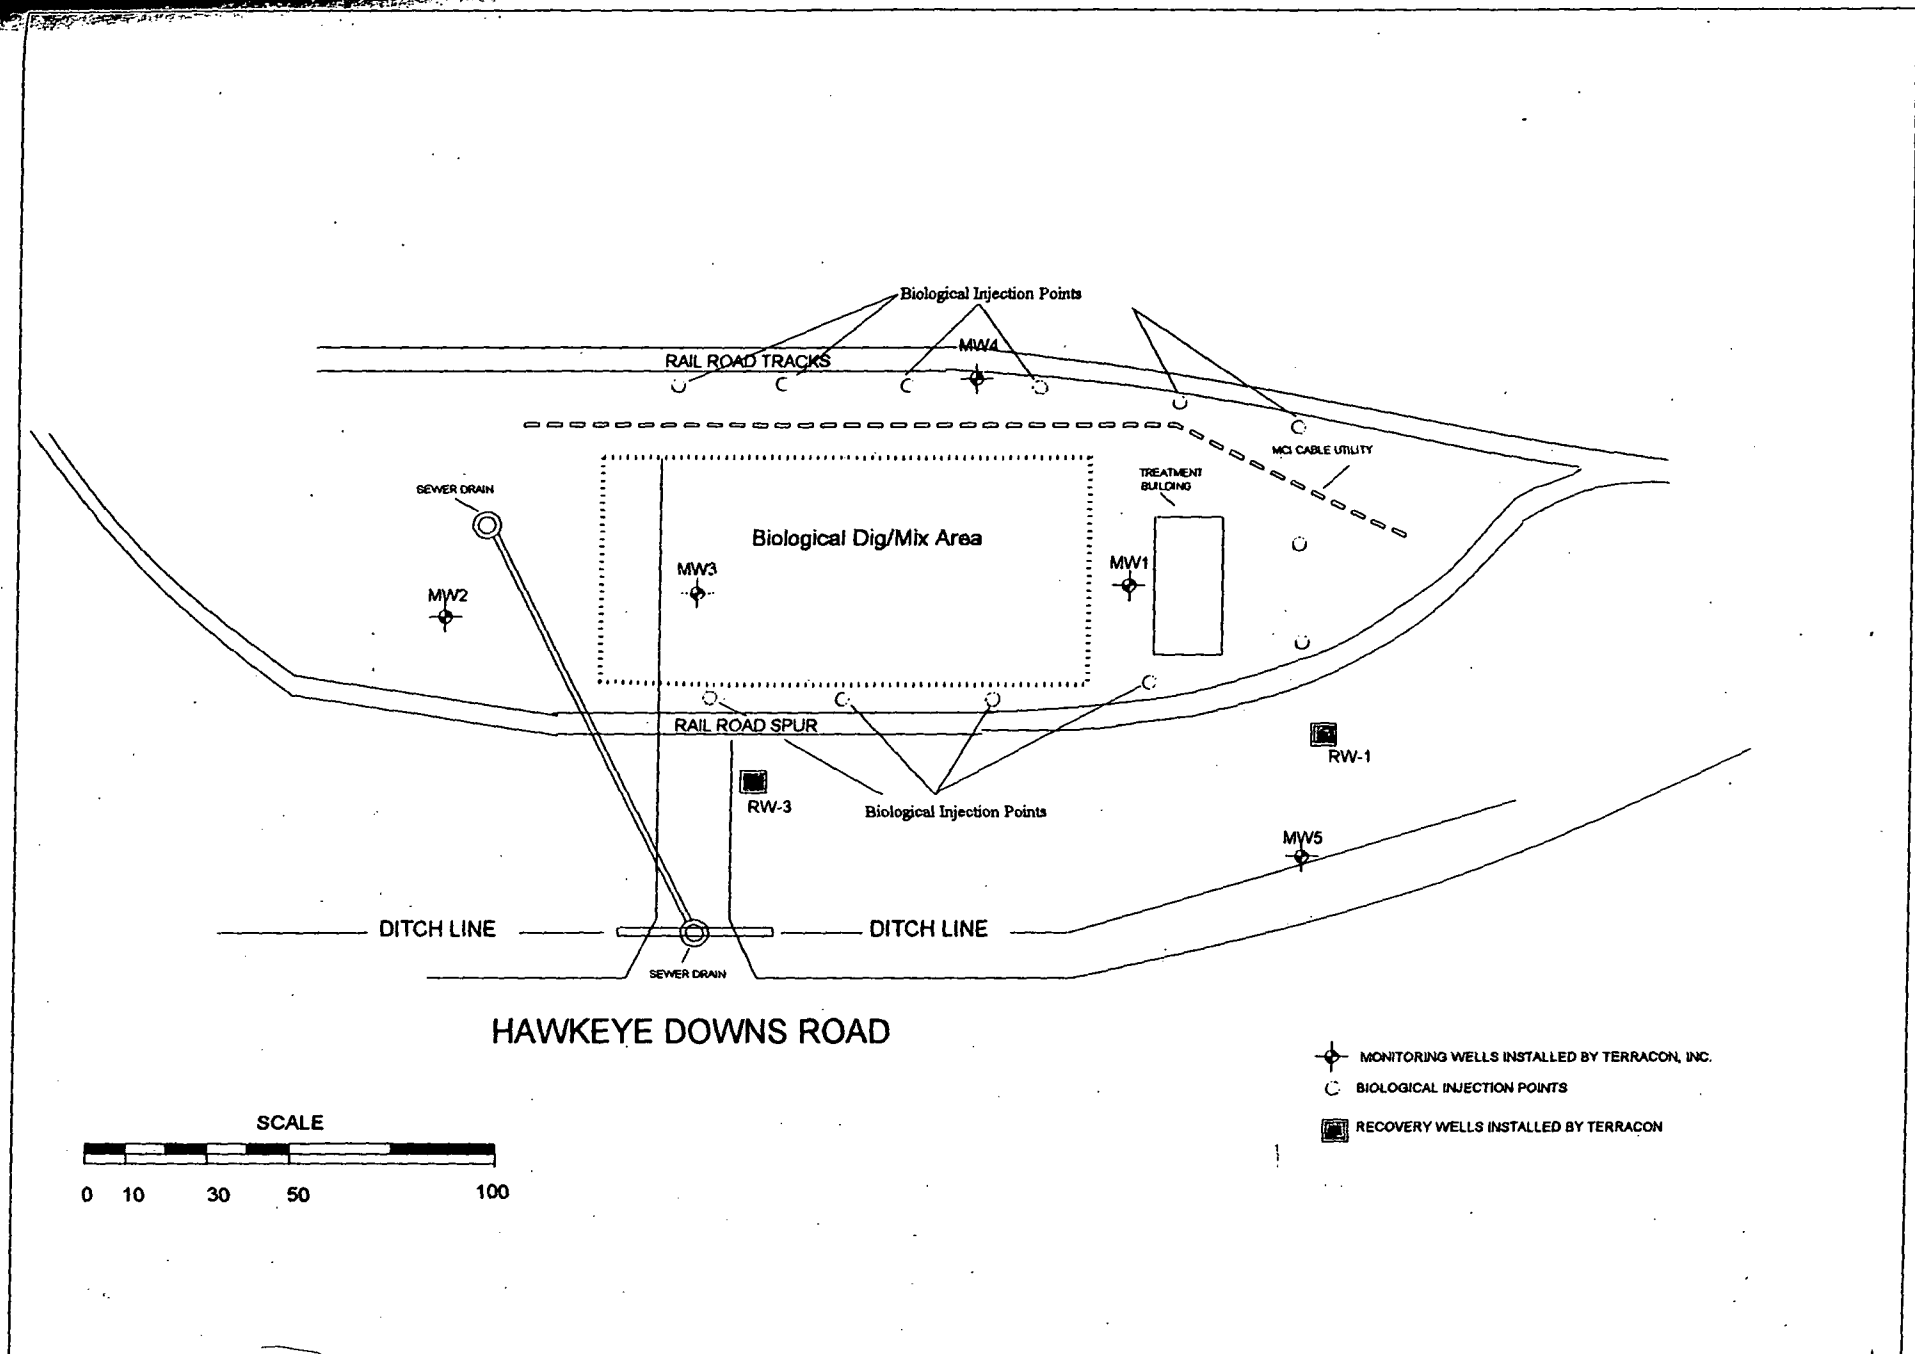 Biological Injection Points
MW4
RAIL ROAD TRACKS
MCI CABLE UTILITY
TREATMENT
BUILDING
SEWER DRAIN
Biological Dig/Mix Area
MW3
MW1
MW2
RAIL ROAD SPUR
RW-1
RW-3
Biological Injection Points
MW5
DITCH LINE
DITCH LINE
SEWER DRAIN
HAWKEYE DOWNS ROAD
MONITORING WELLS INSTALLED BY TERRACON, INC.
BIOLOGICAL INJECTION POINTS
RECOVERY WELLS INSTALLED BY TERRACON
SCALE
0 10 30 50 100